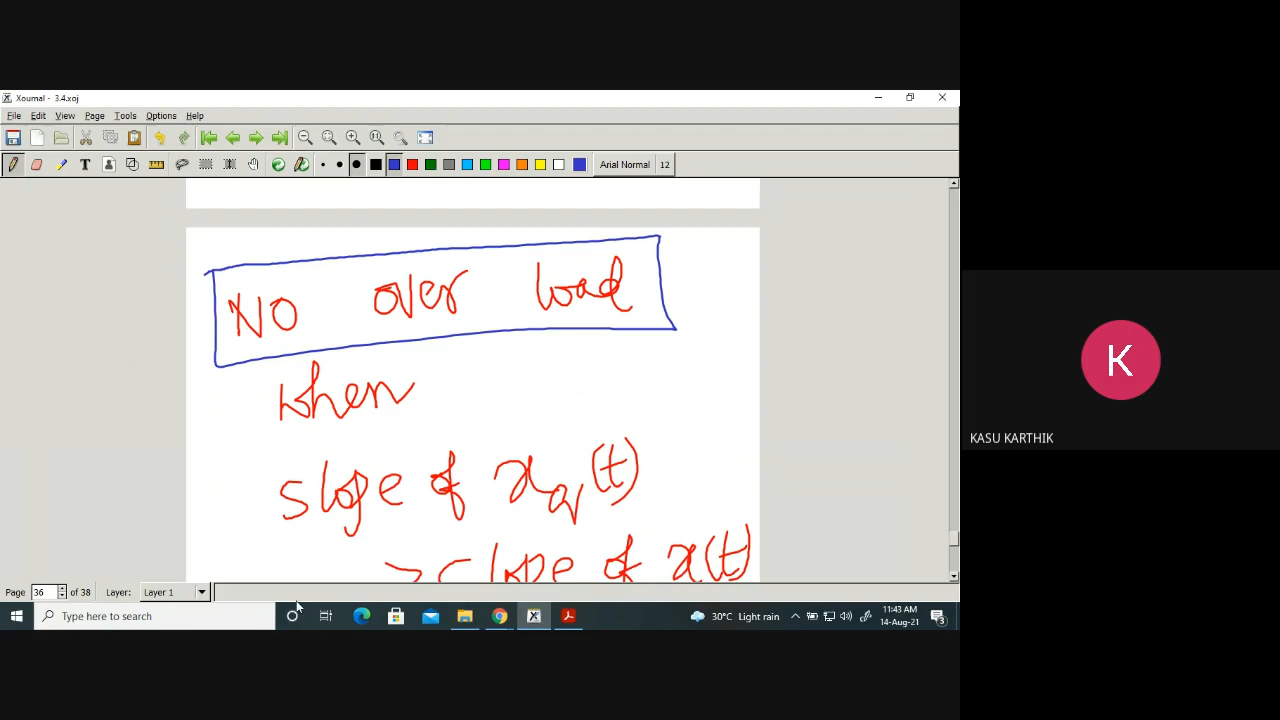 Xournal - 3.4.xoj
File Edit View Page Tools Options Help
T Arial Normal 12
NO over load
when
slope of xq(t)
> slope of x(t)
K
KASU KARTHIK
Page 36 of 38 Layer: Layer 1
Type here to search
30°C Light rain
11:43 AM
14-Aug-21
3